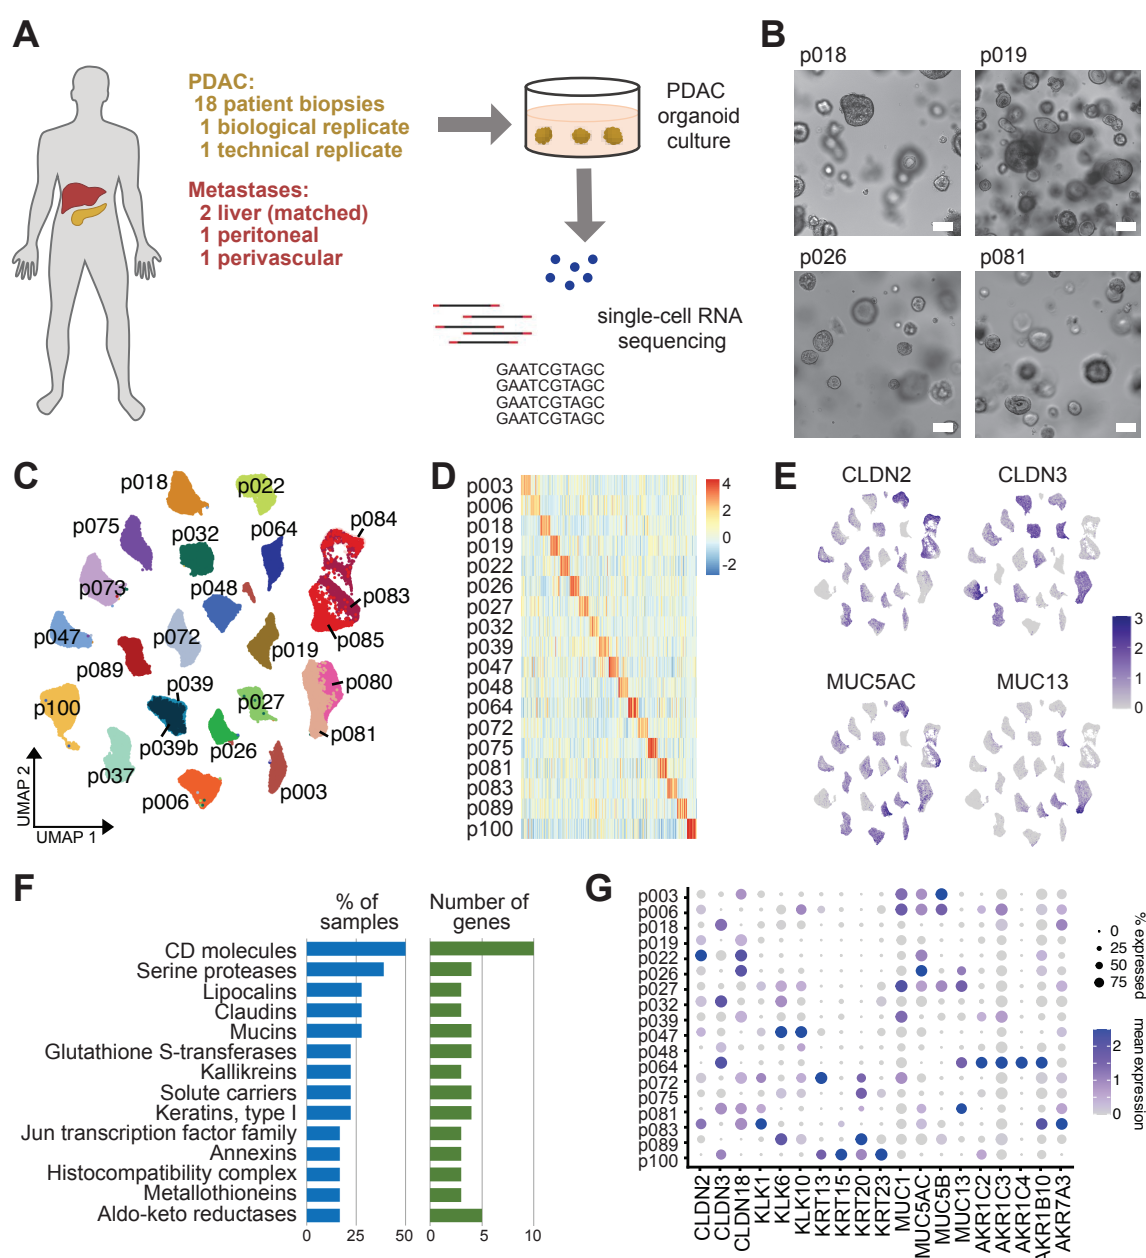 A
PDAC:
18 patient biopsies
1 biological replicate
1 technical replicate
Metastases:
2 liver (matched)
1 peritoneal
1 perivascular
PDAC
organoid
culture
single-cell RNA
sequencing
GAATCGTAGC
GAATCGTAGC
GAATCGTAGC
GAATCGTAGC
B
p018
p019
p026
p081
C
p018
p022
p075
p032
p064
p084
p073
p048
p083
p047
p072
p085
p089
p019
p039
p080
p100
p027
p039b
p026
p081
p037
p006
p003
UMAP 2
UMAP 1
D
p003
p006
p018
p019
p022
p026
p027
p032
p039
p047
p048
p064
p072
p075
p081
p083
p089
p100
4
2
0
-2
E
CLDN2
CLDN3
MUC5AC
MUC13
3
2
1
0
F
% of
samples
Number of
genes
CD molecules
Serine proteases
Lipocalins
Claudins
Mucins
Glutathione S-transferases
Kallikreins
Solute carriers
Keratins, type I
Jun transcription factor family
Annexins
Histocompatibility complex
Metallothioneins
Aldo-keto reductases
0
25
50
0
5
10
G
p003
p006
p018
p019
p022
p026
p027
p032
p039
p047
p048
p064
p072
p075
p081
p083
p089
p100
CLDN2
CLDN3
CLDN18
KLK1
KLK6
KLK10
KRT13
KRT15
KRT20
KRT23
MUC1
MUC5AC
MUC5B
MUC13
AKR1C2
AKR1C3
AKR1C4
AKR1B10
AKR7A3
% expressed
0
25
50
75
mean expression
2
1
0